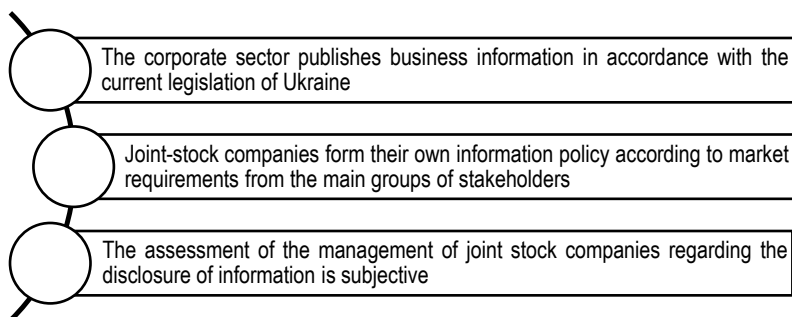 The corporate sector publishes business information in accordance with the
current legislation of Ukraine
Joint-stock companies form their own information policy according to market
requirements from the main groups of stakeholders
The assessment of the management of joint stock companies regarding the
disclosure of information is subjective